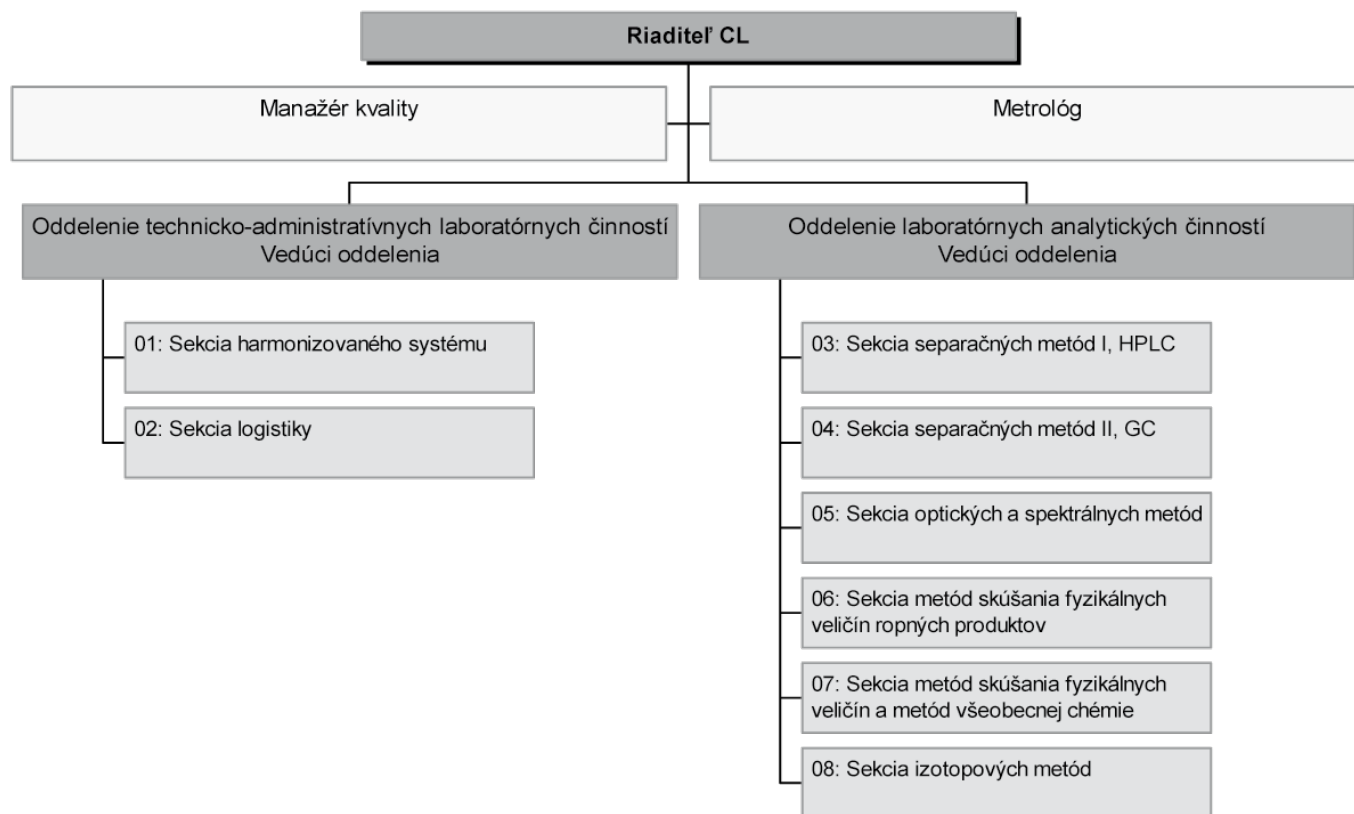 Riaditeľ CL
Manažér kvality
Metrológ
Oddelenie technicko-administratívnych laboratórnych činností
Vedúci oddelenia
01: Sekcia harmonizovaného systému
02: Sekcia logistiky
Oddelenie laboratórnych analytických činností
Vedúci oddelenia
03: Sekcia separačných metód I, HPLC
04: Sekcia separačných metód II, GC
05: Sekcia optických a spektrálnych metód
06: Sekcia metód skúšania fyzikálnych
veličín ropných produktov
07: Sekcia metód skúšania fyzikálnych
veličín a metód všeobecnej chémie
08: Sekcia izotopových metód